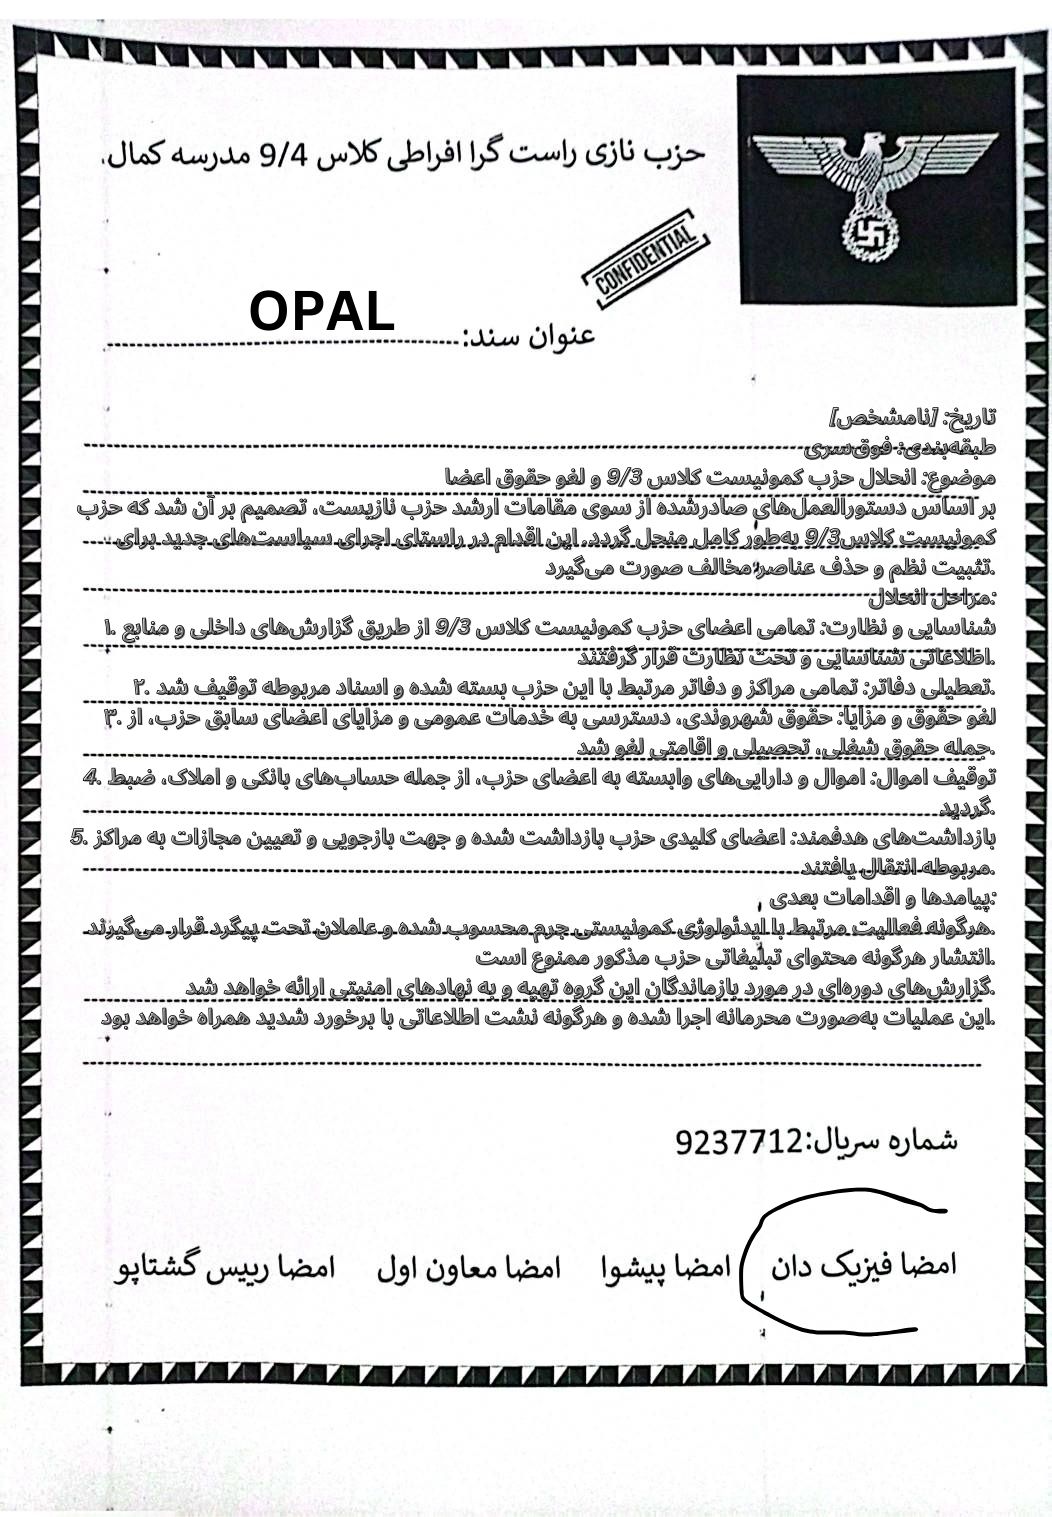 حزب نازی راست گرا افراطی کلاس 9/4 مدرسه کمال.
CONFIDENTIAL
OPAL
عنوان سند:
تاریخ: [نامشخص]
طبقه‌بندی: فوق‌سری
موضوع: انحلال حزب کمونیست کلاس 9/3 و لغو حقوق اعضا
بر اساس دستورالعمل‌های صادرشده از سوی مقامات ارشد حزب نازیست، تصمیم بر آن شد که حزب
کمونیست کلاس9/3 به‌طور کامل منحل گردد. این اقدام در راستای اجرای سیاست‌های جدید برای
.تثبیت نظم و حذف عناصر مخالف صورت می‌گیرد
:مراحل انحلال
شناسایی و نظارت: تمامی اعضای حزب کمونیست کلاس 9/3 از طریق گزارش‌های داخلی و منابع .۱
.اطلاعاتی شناسایی و تحت نظارت قرار گرفتند
.تعطیلی دفاتر: تمامی مراکز و دفاتر مرتبط با این حزب بسته شده و اسناد مربوطه توقیف شد .۲
لغو حقوق و مزایا: حقوق شهروندی، دسترسی به خدمات عمومی و مزایای اعضای سابق حزب، از .۳
.جمله حقوق شغلی، تحصیلی و اقامتی لغو شد
توقیف اموال: اموال و دارایی‌های وابسته به اعضای حزب، از جمله حساب‌های بانکی و املاک، ضبط .4
.گردید
بازداشت‌های هدفمند: اعضای کلیدی حزب بازداشت شده و جهت بازجویی و تعیین مجازات به مراکز .5
.مربوطه انتقال یافتند
:پیامدها و اقدامات بعدی
.هرگونه فعالیت مرتبط با ایدئولوژی کمونیستی جرم محسوب شده و عاملان تحت پیگرد قرار می‌گیرند
.انتشار هرگونه محتوای تبلیغاتی حزب مذکور ممنوع است
.گزارش‌های دوره‌ای در مورد بازماندگان این گروه تهیه و به نهادهای امنیتی ارائه خواهد شد
.این عملیات به‌صورت محرمانه اجرا شده و هرگونه نشت اطلاعاتی با برخورد شدید همراه خواهد بود
شماره سریال:9237712
امضا فیزیک دان امضا پیشوا امضا معاون اول امضا رییس گشتاپو